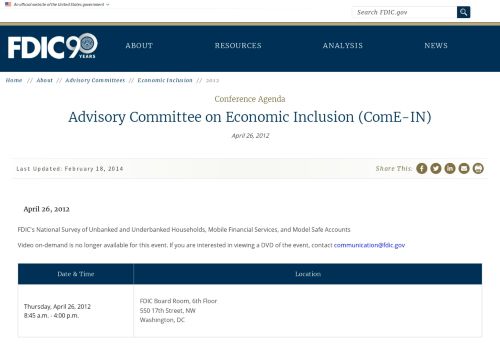 An official website of the United States government
Search FDIC.gov
FDIC 90 YEARS
ABOUT RESOURCES ANALYSIS NEWS
Home // About // Advisory Committees // Economic Inclusion // 2012
Conference Agenda
Advisory Committee on Economic Inclusion (ComE-IN)
April 26, 2012
Last Updated: February 18, 2014 Share This:
April 26, 2012
FDIC's National Survey of Unbanked and Underbanked Households, Mobile Financial Services, and Model Safe Accounts
Video on-demand is no longer available for this event. If you are interested in viewing a DVD of the event, contact communication@fdic.gov
Date & Time Location
Thursday, April 26, 2012
8:45 a.m. - 4:00 p.m.
FDIC Board Room, 6th Floor
550 17th Street, NW
Washington, DC